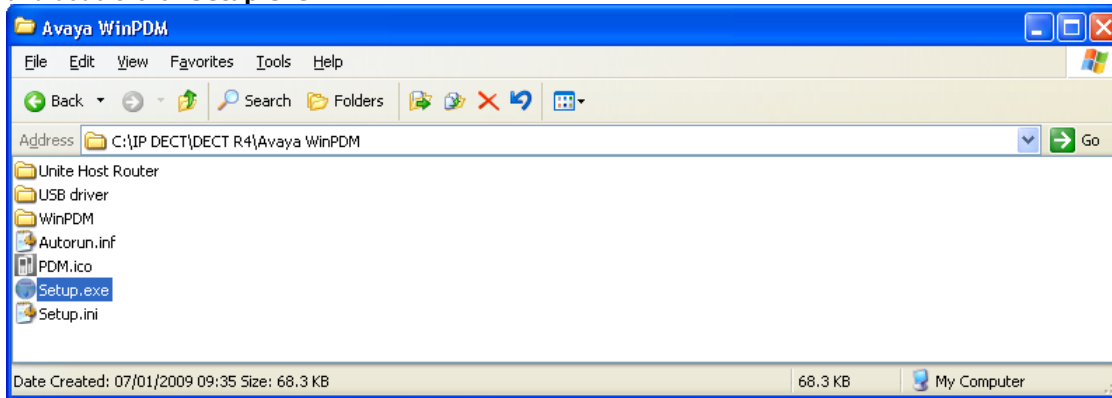 Avaya WinPDM
File Edit View Favorites Tools Help
Back Search Folders
Address C:\IP DECT\DECT R4\Avaya WinPDM Go
Unite Host Router
USB driver
WinPDM
Autorun.inf
PDM.ico
Setup.exe
Setup.ini
Date Created: 07/01/2009 09:35 Size: 68.3 KB 68.3 KB My Computer